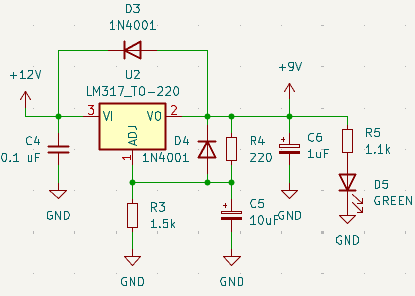 D3
1N4001
+12V
U2
LM317_TO-220
+9V
3
VI
VO
2
ADJ
1
C4
0.1 uF
D4
1N4001
R4
220
C6
1uF
R5
1.1k
D5
GREEN
R3
1.5k
C5
10uF
GND
GND
GND
GND
GND